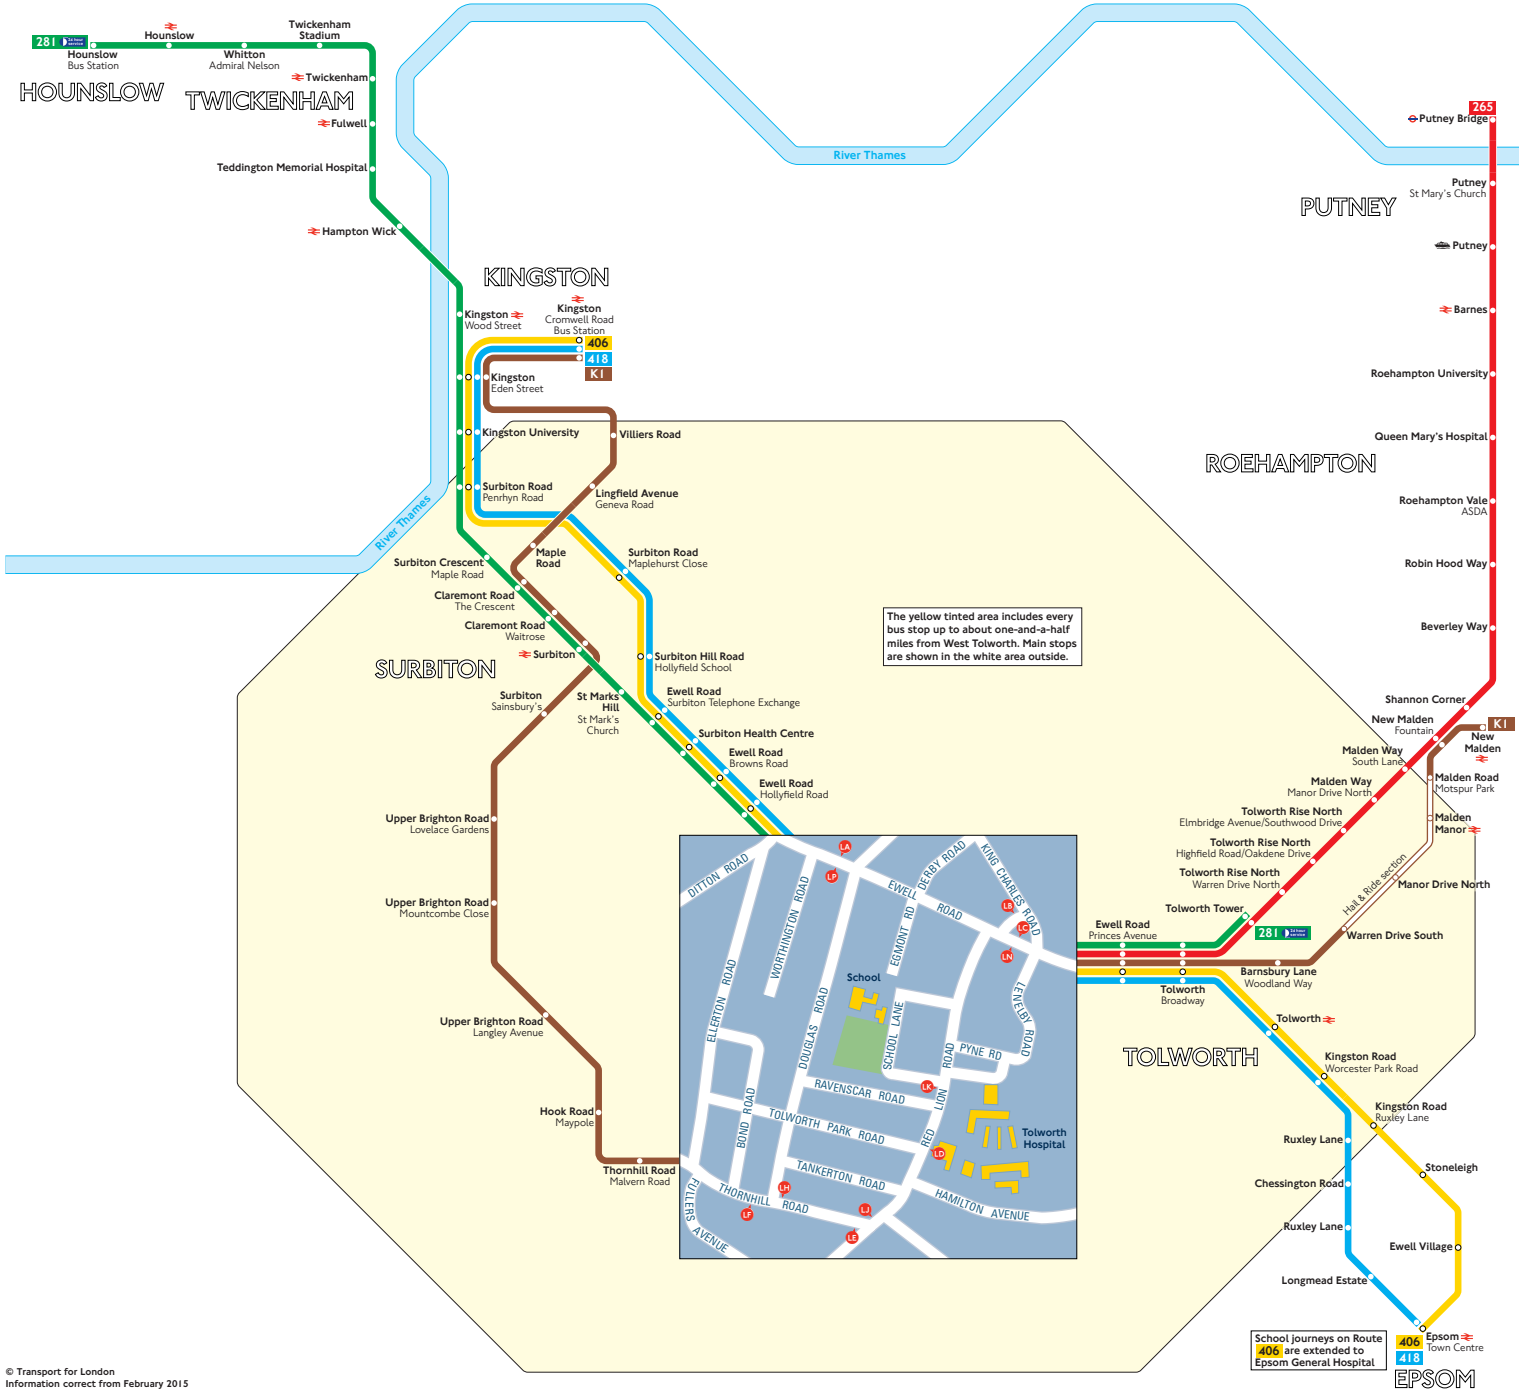 281
24 hour
service
Hounslow
Bus Station
Hounslow
Whitton
Admiral Nelson
Twickenham
Stadium
HOUNSLOW
TWICKENHAM
Twickenham
Fulwell
Teddington Memorial Hospital
Hampton Wick
River Thames
265
Putney Bridge
Putney
St Mary's Church
PUTNEY
Putney
Barnes
Roehampton University
Queen Mary's Hospital
ROEHAMPTON
Roehampton Vale
ASDA
Robin Hood Way
Beverley Way
Shannon Corner
New Malden
Fountain
K1
New
Malden
Malden Way
South Lane
Malden Way
Manor Drive North
Malden Road
Motspur Park
Malden
Manor
Tolworth Rise North
Elmbridge Avenue/Southwood Drive
Tolworth Rise North
Highfield Road/Oakdene Drive
Tolworth Rise North
Warren Drive North
Hail & Ride section
Manor Drive North
Warren Drive South
Tolworth Tower
281
24 hour
service
KINGSTON
Kingston
Cromwell Road
Bus Station
406
418
K1
Kingston
Wood Street
Kingston
Eden Street
Kingston University
Villiers Road
Surbiton Road
Penrhyn Road
Lingfield Avenue
Geneva Road
River Thames
Maple
Road
Surbiton Crescent
Maple Road
Claremont Road
The Crescent
Claremont Road
Waitrose
Surbiton
SURBITON
Surbiton Road
Maplehurst Close
Surbiton Hill Road
Hollyfield School
Ewell Road
Surbiton Telephone Exchange
Surbiton Health Centre
Ewell Road
Browns Road
Ewell Road
Hollyfield Road
St Marks
Hill
St Mark's
Church
Surbiton
Sainsbury's
Upper Brighton Road
Lovelace Gardens
Upper Brighton Road
Mountcombe Close
Upper Brighton Road
Langley Avenue
Hook Road
Maypole
Thornhill Road
Malvern Road
The yellow tinted area includes every
bus stop up to about one-and-a-half
miles from West Tolworth. Main stops
are shown in the white area outside.
DITTON ROAD
WORTHINGTON ROAD
ELLERTON ROAD
DOUGLAS ROAD
EGMONT RD
DERBY ROAD
EWELL ROAD
KING CHARLES ROAD
LENELBY ROAD
School
SCHOOL LANE
PYNE RD
RED LION ROAD
RAVENSCAR ROAD
TOLWORTH PARK ROAD
BOND ROAD
TANKERTON ROAD
THORNHILL ROAD
FULLERS AVENUE
HAMILTON AVENUE
Tolworth
Hospital
LA
LP
LB
LC
LN
LK
LD
LH
LF
LJ
LE
Ewell Road
Princes Avenue
Tolworth
Broadway
Barnsbury Lane
Woodland Way
Tolworth
TOLWORTH
Kingston Road
Worcester Park Road
Kingston Road
Ruxley Lane
Ruxley Lane
Stoneleigh
Chessington Road
Ruxley Lane
Ewell Village
Longmead Estate
School journeys on Route
406 are extended to
Epsom General Hospital
406
418
Epsom
Town Centre
EPSOM
© Transport for London
Information correct from February 2015